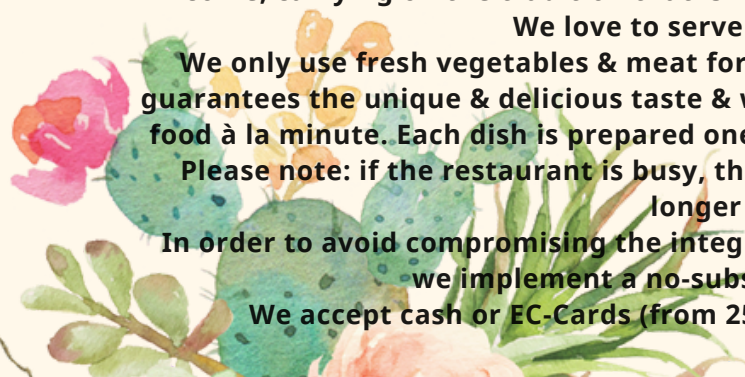 We love to serve
We only use fresh vegetables & meat for
guarantees the unique & delicious taste &
food à la minute. Each dish is prepared one
Please note: if the restaurant is busy, th
longer
In order to avoid compromising the integ
we implement a no-subs
We accept cash or EC-Cards (from 25